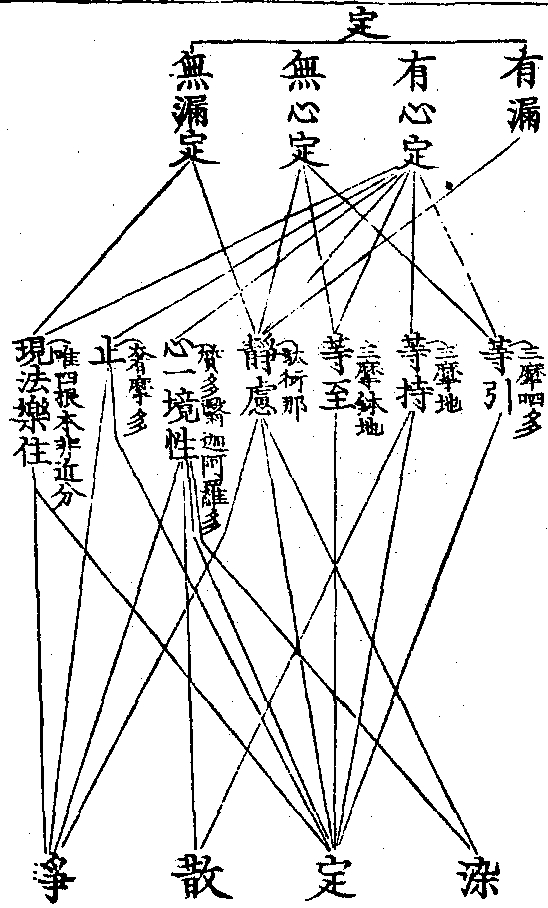 定
有漏
有心定
無心定
無漏定
等引
三摩呬多
等持
三摩地
等至
三摩鉢地
靜慮
馱衍那
心一境性
質多翳迦阿羯羅多
止
奢摩多
現法樂住
唯四根本非近分
染
定
散
淨